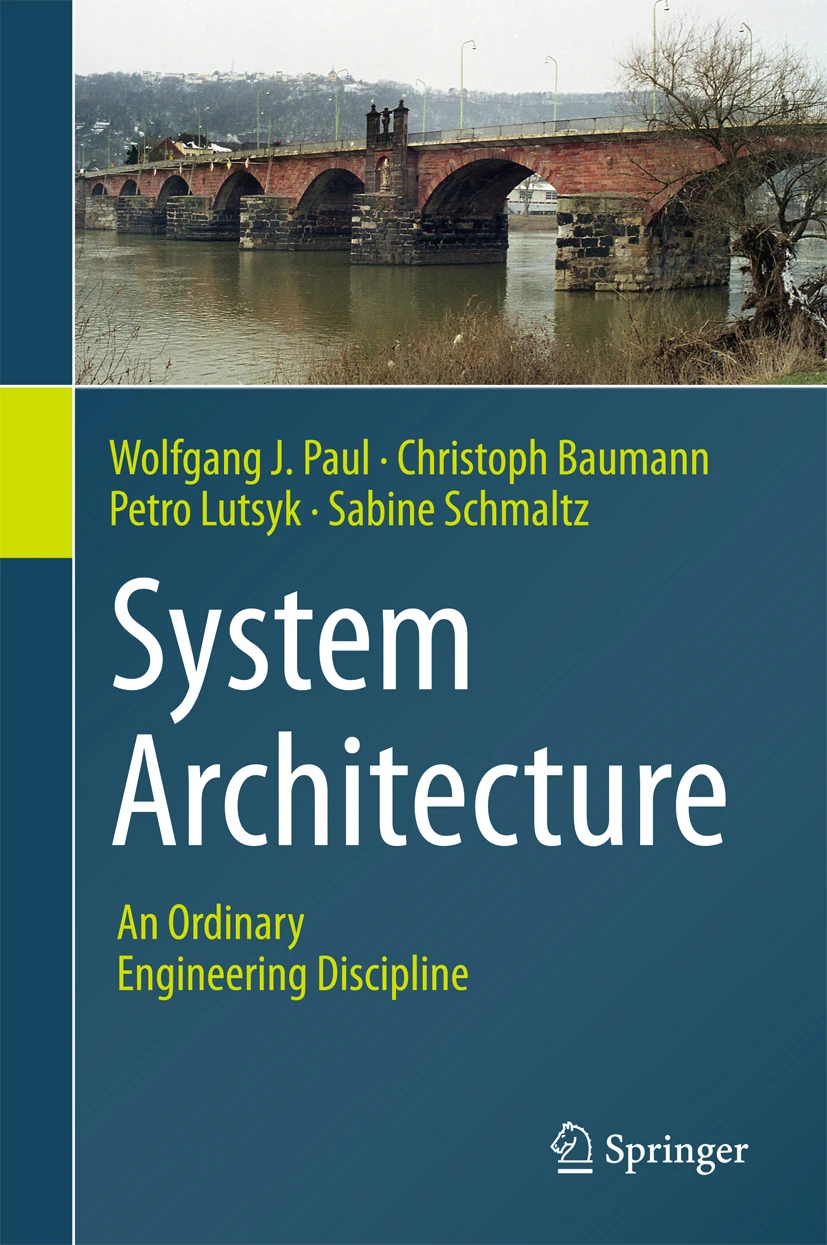 Wolfgang J. Paul · Christoph Baumann
Petro Lutsyk · Sabine Schmaltz
System
Architecture
An Ordinary
Engineering Discipline
Springer